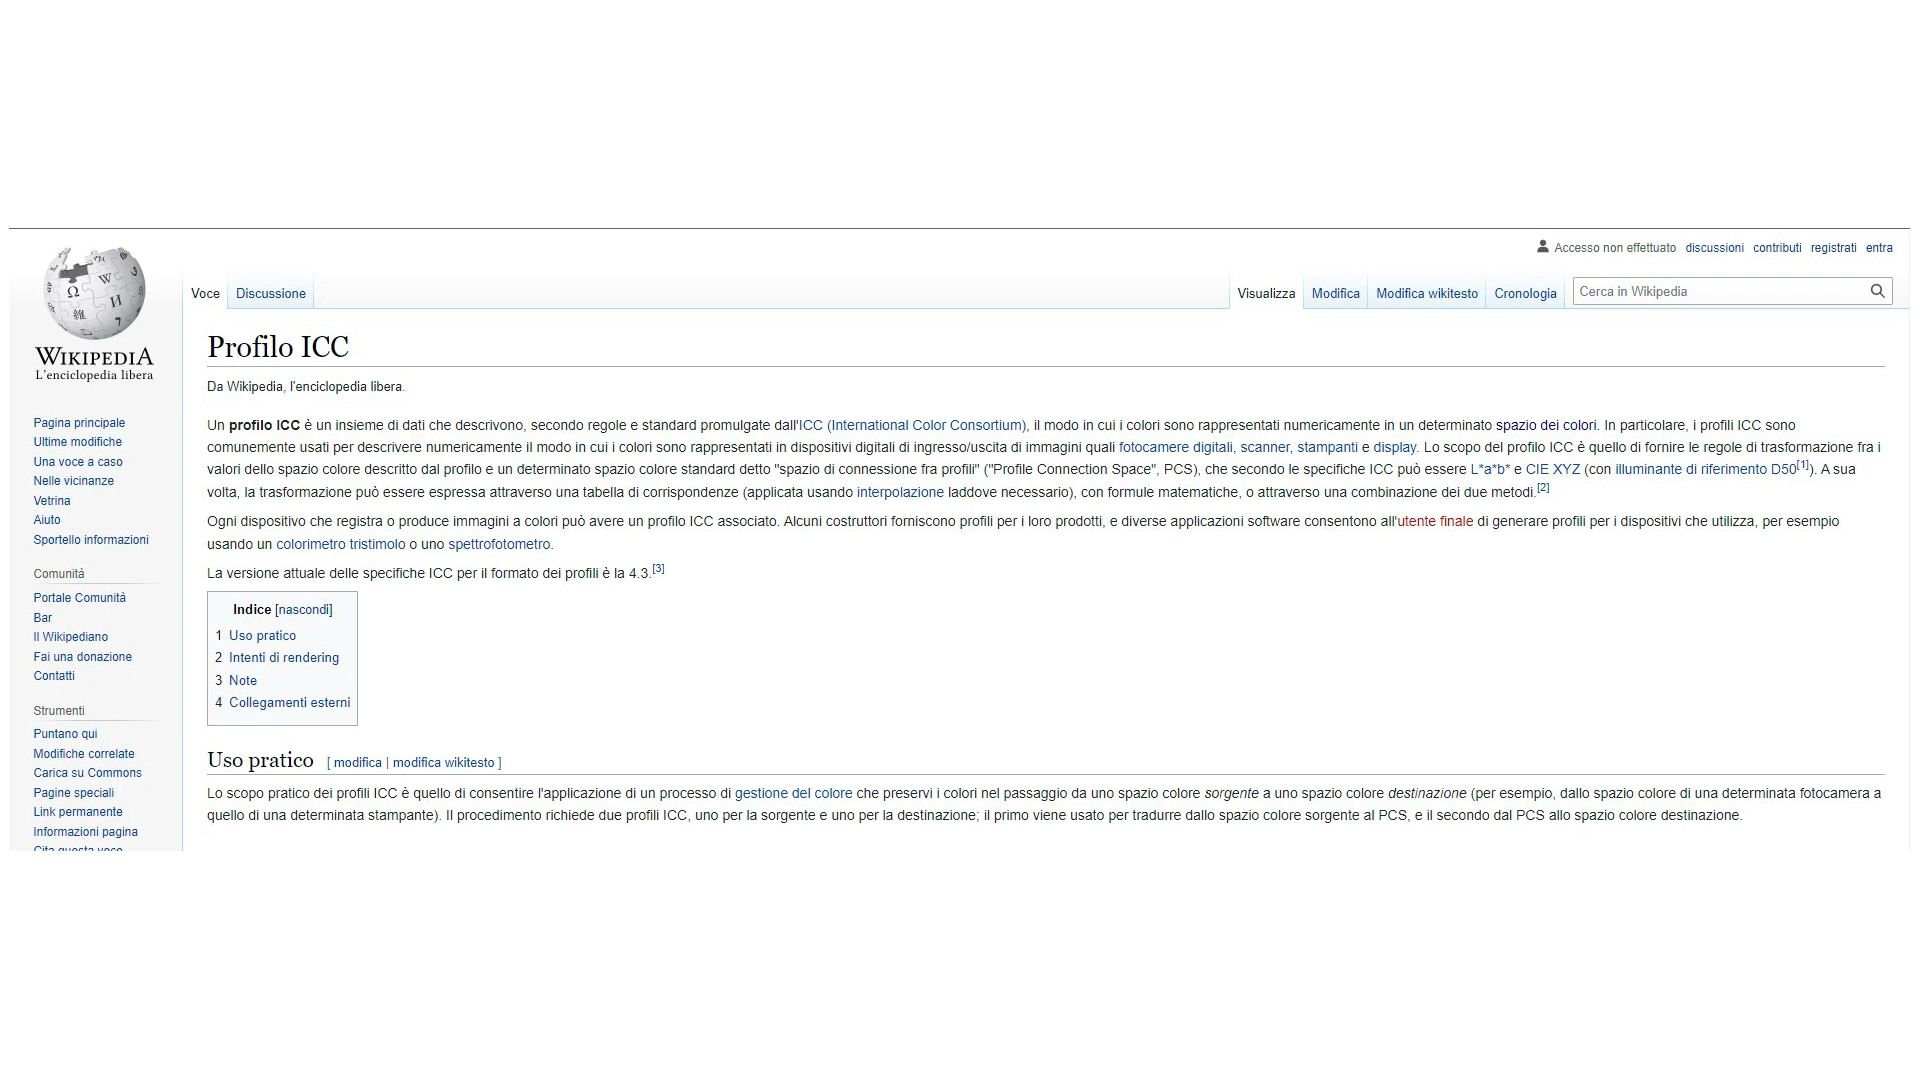 Accesso non effettuato discussioni contributi registrati entra
Voce Discussione Visualizza Modifica Modifica wikitesto Cronologia Cerca in Wikipedia
WIKIPEDIA
L'enciclopedia libera
Pagina principale
Ultime modifiche
Una voce a caso
Nelle vicinanze
Vetrina
Aiuto
Sportello informazioni
Comunità
Portale Comunità
Bar
Il Wikipediano
Fai una donazione
Contatti
Strumenti
Puntano qui
Modifiche correlate
Carica su Commons
Pagine speciali
Link permanente
Informazioni pagina
Cita questa voce
Profilo ICC
Da Wikipedia, l'enciclopedia libera.
Un profilo ICC è un insieme di dati che descrivono, secondo regole e standard promulgate dall'ICC (International Color Consortium), il modo in cui i colori sono rappresentati numericamente in un determinato spazio dei colori. In particolare, i profili ICC sono
comunemente usati per descrivere numericamente il modo in cui i colori sono rappresentati in dispositivi digitali di ingresso/uscita di immagini quali fotocamere digitali, scanner, stampanti e display. Lo scopo del profilo ICC è quello di fornire le regole di trasformazione fra i
valori dello spazio colore descritto dal profilo e un determinato spazio colore standard detto "spazio di connessione fra profili" ("Profile Connection Space", PCS), che secondo le specifiche ICC può essere L*a*b* e CIE XYZ (con illuminante di riferimento D50[1]). A sua
volta, la trasformazione può essere espressa attraverso una tabella di corrispondenze (applicata usando interpolazione laddove necessario), con formule matematiche, o attraverso una combinazione dei due metodi.[2]
Ogni dispositivo che registra o produce immagini a colori può avere un profilo ICC associato. Alcuni costruttori forniscono profili per i loro prodotti, e diverse applicazioni software consentono all'utente finale di generare profili per i dispositivi che utilizza, per esempio
usando un colorimetro tristimolo o uno spettrofotometro.
La versione attuale delle specifiche ICC per il formato dei profili è la 4.3.[3]
Indice [nascondi]
1 Uso pratico
2 Intenti di rendering
3 Note
4 Collegamenti esterni
Uso pratico [ modifica | modifica wikitesto ]
Lo scopo pratico dei profili ICC è quello di consentire l'applicazione di un processo di gestione del colore che preservi i colori nel passaggio da uno spazio colore sorgente a uno spazio colore destinazione (per esempio, dallo spazio colore di una determinata fotocamera a
quello di una determinata stampante). Il procedimento richiede due profili ICC, uno per la sorgente e uno per la destinazione; il primo viene usato per tradurre dallo spazio colore sorgente al PCS, e il secondo dal PCS allo spazio colore destinazione.